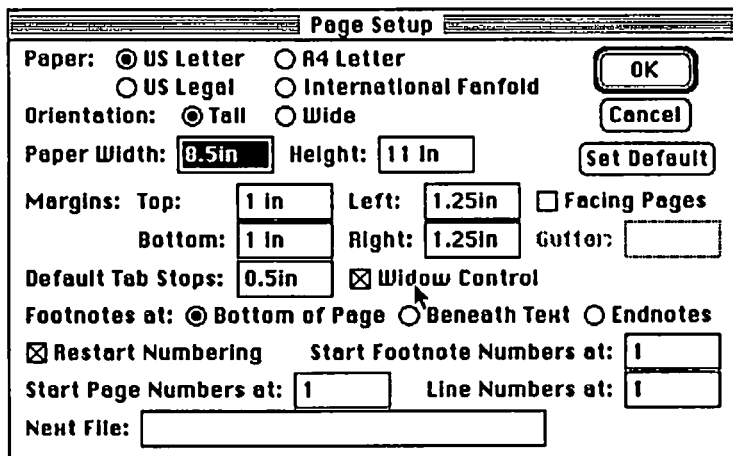 Page Setup
Paper: US Letter A4 Letter
OK
US Legal International Fanfold
Orientation: Tall Wide
Cancel
Paper Width: 8.5in Height: 11 in
Set Default
Margins: Top: 1 in Left: 1.25in Facing Pages
Bottom: 1 in Right: 1.25in Gutter:
Default Tab Stops: 0.5in Widow Control
Footnotes at: Bottom of Page Beneath Text Endnotes
Restart Numbering Start Footnote Numbers at: 1
Start Page Numbers at: 1 Line Numbers at: 1
Next File: